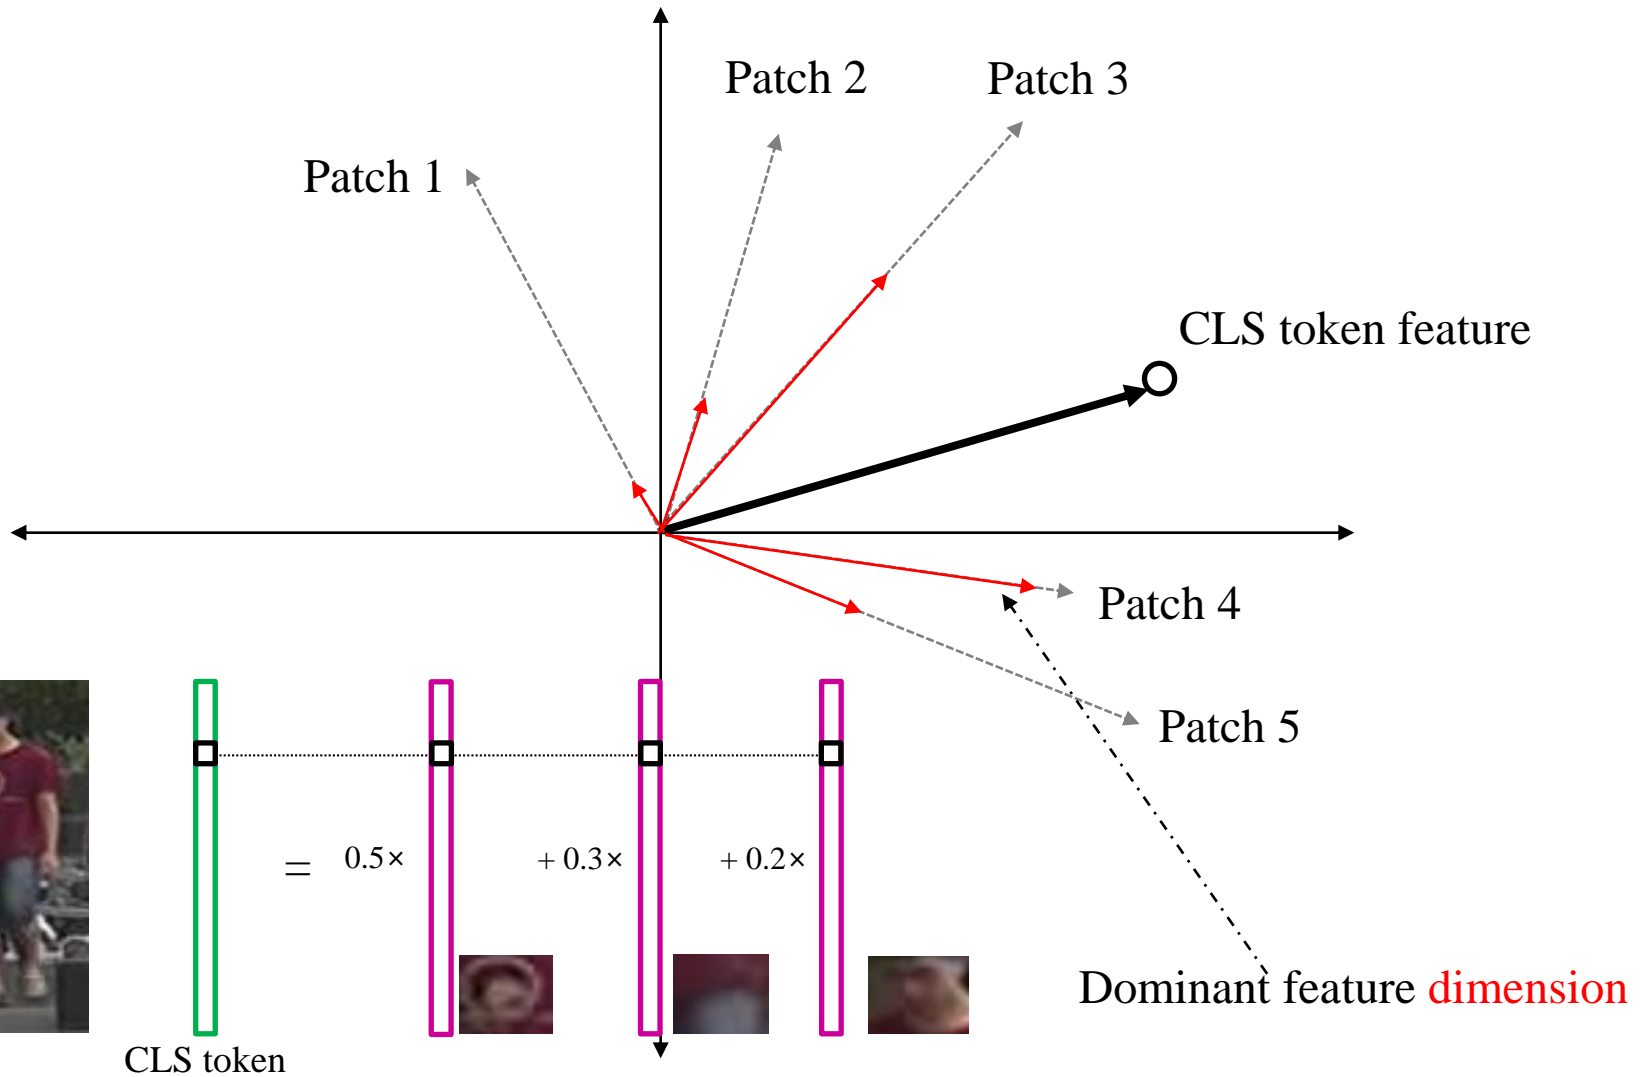 Patch 2
Patch 3
Patch 1
CLS token feature
Patch 4
Patch 5
= 0.5× + 0.3× + 0.2×
Dominant feature dimension
CLS token